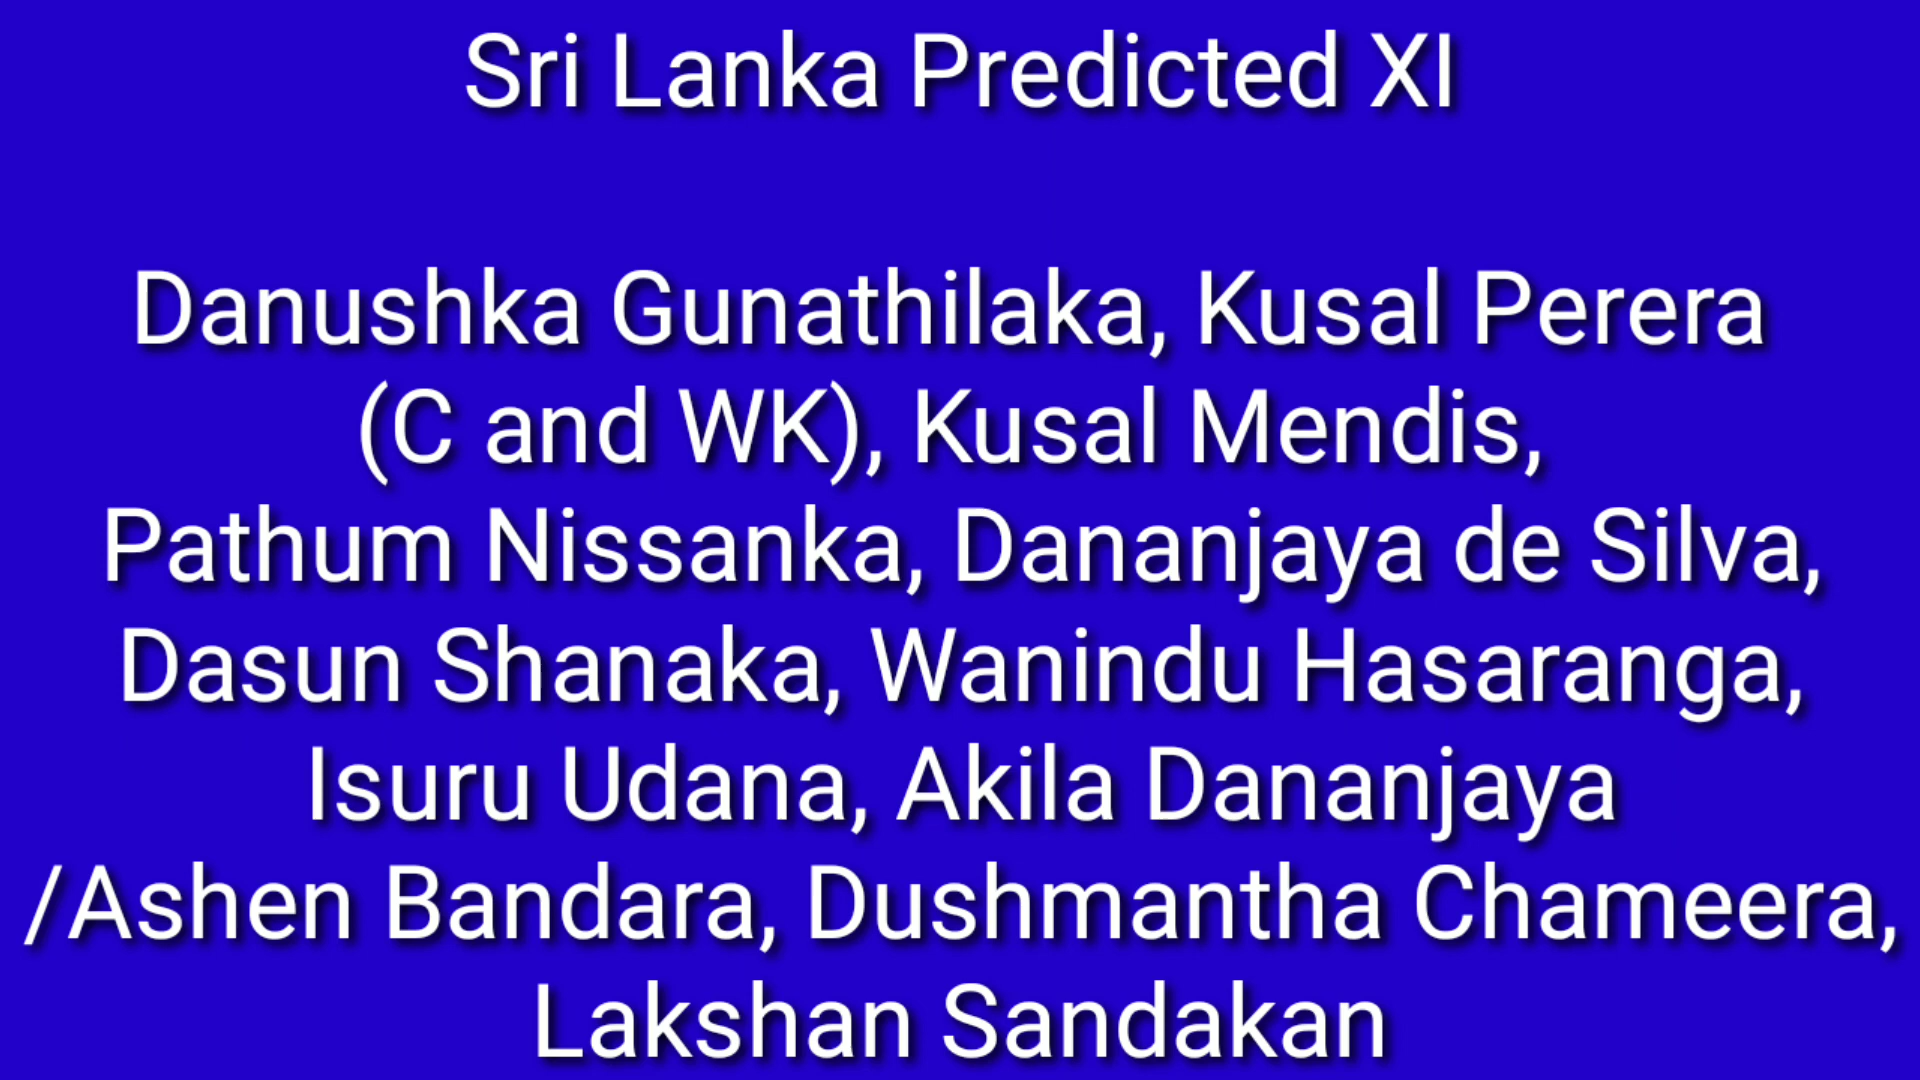 Sri Lanka Predicted XI
Danushka Gunathilaka, Kusal Perera
(C and WK), Kusal Mendis,
Pathum Nissanka, Dananjaya de Silva,
Dasun Shanaka, Wanindu Hasaranga,
Isuru Udana, Akila Dananjaya
/Ashen Bandara, Dushmantha Chameera,
Lakshan Sandakan